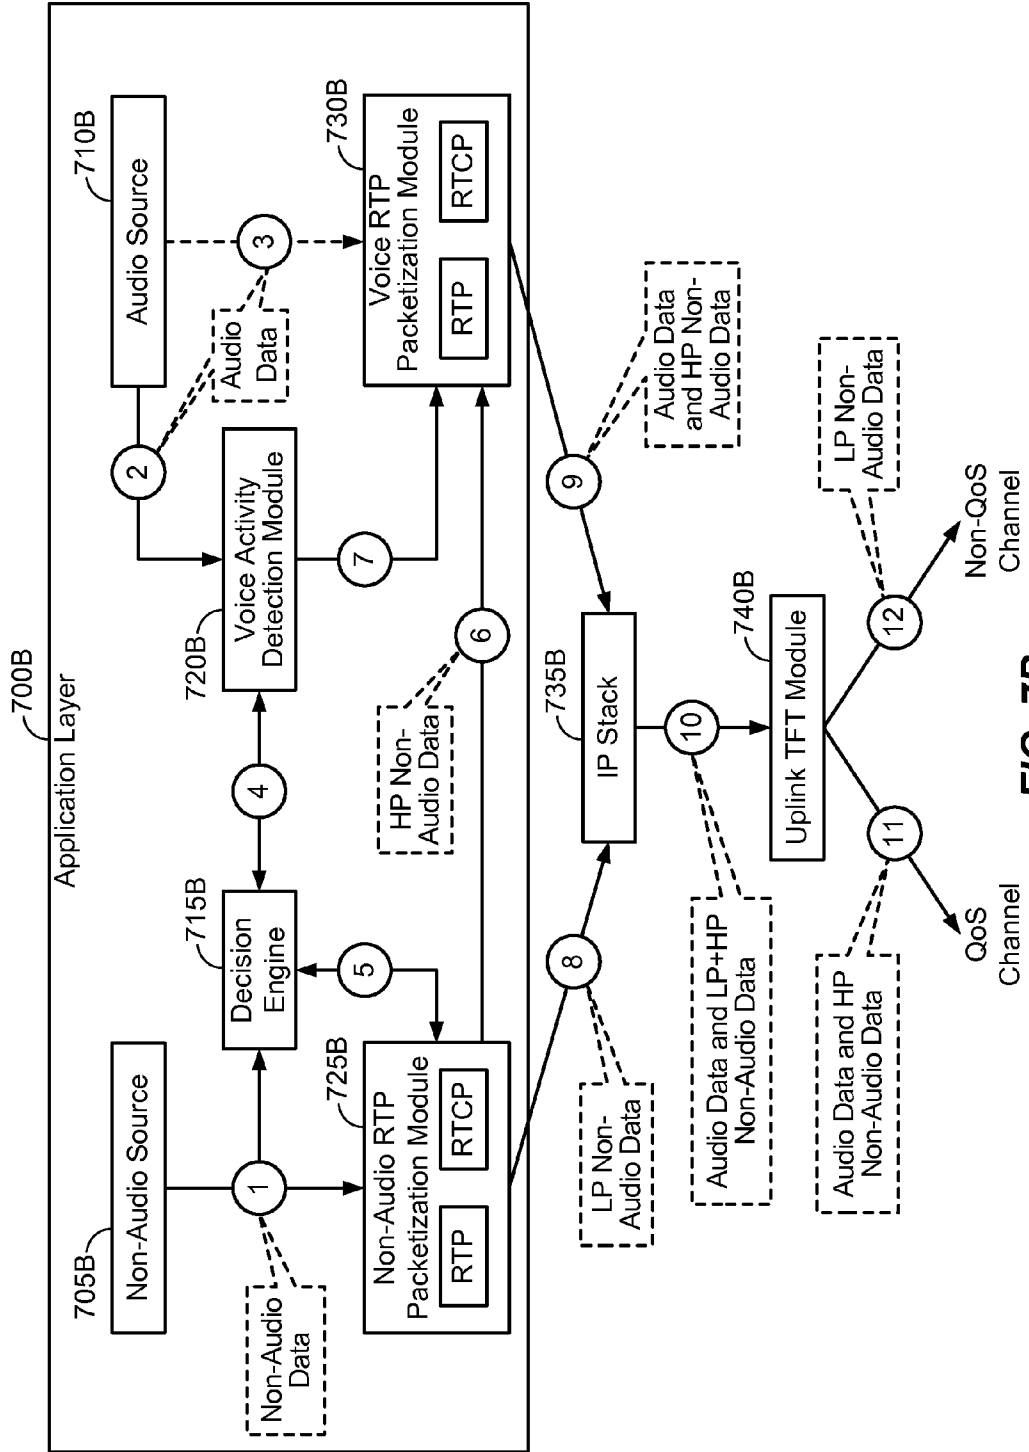 700B
Application Layer
705B
Non-Audio Source
710B
Audio Source
1
Non-Audio
Data
2
3
Audio
Data
715B
Decision
Engine
4
720B
Voice Activity
Detection Module
5
7
725B
Non-Audio RTP
Packetization Module
RTP
RTCP
HP Non-
Audio Data
6
730B
Voice RTP
Packetization Module
RTP
RTCP
8
LP Non-
Audio Data
9
Audio Data
and HP Non-
Audio Data
735B
IP Stack
10
Audio Data and LP+HP
Non-Audio Data
740B
Uplink TFT Module
11
Audio Data and HP
Non-Audio Data
12
LP Non-
Audio Data
QoS
Channel
Non-QoS
Channel